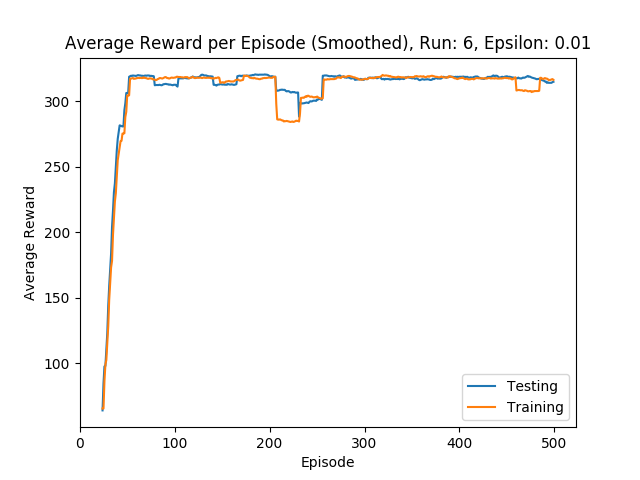 Average Reward per Episode (Smoothed), Run: 6, Epsilon: 0.01
Average Reward
300
250
200
150
100
0 100 200 300 400 500
Episode
Testing
Training